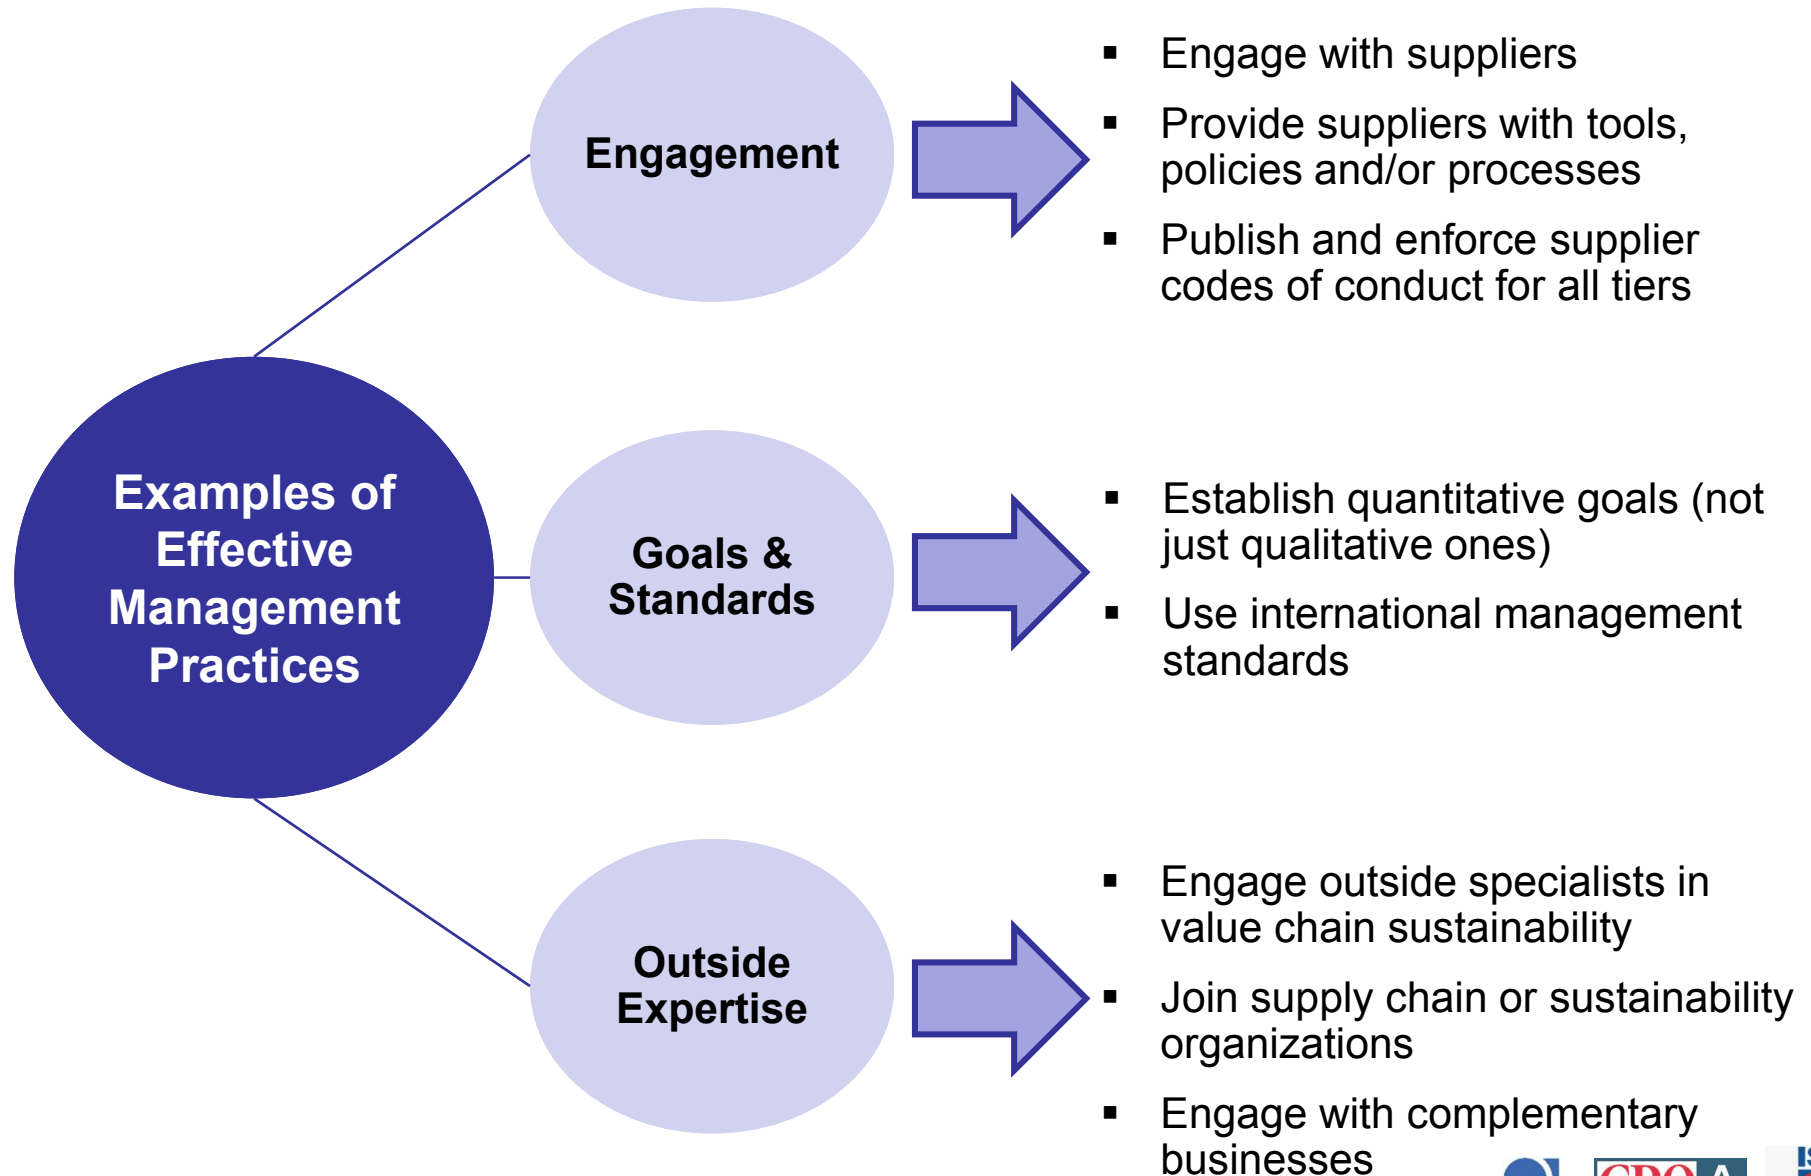 Examples of
Effective
Management
Practices
Engagement
▪ Engage with suppliers
▪ Provide suppliers with tools,
policies and/or processes
▪ Publish and enforce supplier
codes of conduct for all tiers
Goals &
Standards
▪ Establish quantitative goals (not
just qualitative ones)
▪ Use international management
standards
Outside
Expertise
▪ Engage outside specialists in
value chain sustainability
▪ Join supply chain or sustainability
organizations
▪ Engage with complementary
businesses